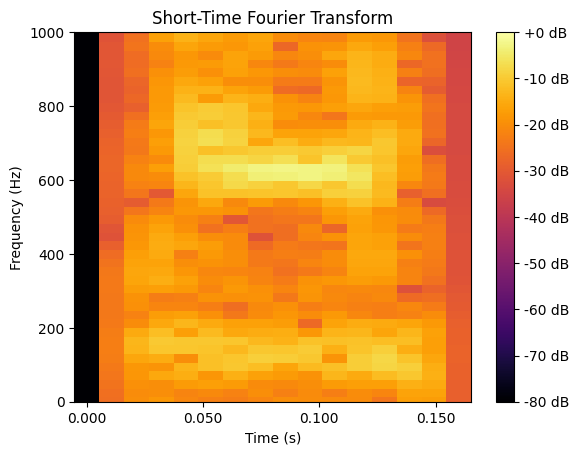 Short-Time Fourier Transform
1000
800
600
400
200
0
Frequency (Hz)
0.000
0.050
0.100
0.150
Time (s)
+0 dB
-10 dB
-20 dB
-30 dB
-40 dB
-50 dB
-60 dB
-70 dB
-80 dB